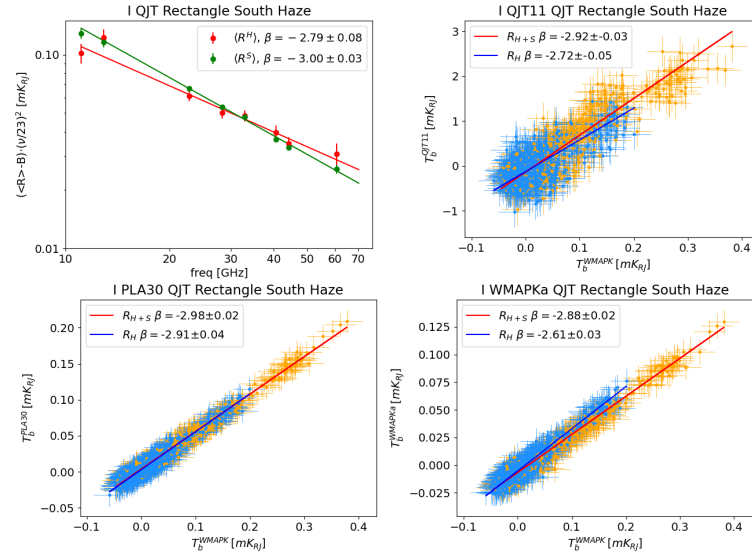 I QJT Rectangle South Haze
⟨R^H⟩, β = − 2.79 ± 0.08
⟨R^S⟩, β = − 3.00 ± 0.03
(<R>-B)·(ν/23)² [mK_RJ]
0.10
0.01
10 20 30 40 50 60 70
freq [GHz]
I QJT11 QJT Rectangle South Haze
R_H+S β=-2.92±-0.03
R_H β=-2.72±-0.05
T_b^QJT11 [mK_RJ]
3
2
1
0
−1
−0.1 0.0 0.1 0.2 0.3 0.4
T_b^WMAPK [mK_RJ]
I PLA30 QJT Rectangle South Haze
R_H+S β=-2.98±0.02
R_H β=-2.91±0.04
T_b^PLA30 [mK_RJ]
0.20
0.15
0.10
0.05
0.00
−0.05
−0.1 0.0 0.1 0.2 0.3 0.4
T_b^WMAPK [mK_RJ]
I WMAPKa QJT Rectangle South Haze
R_H+S β=-2.88±0.02
R_H β=-2.61±0.03
T_b^WMAPKa [mK_RJ]
0.125
0.100
0.075
0.050
0.025
0.000
−0.025
−0.1 0.0 0.1 0.2 0.3 0.4
T_b^WMAPK [mK_RJ]